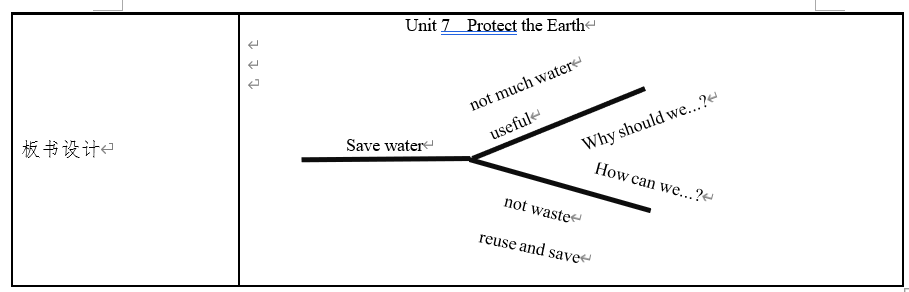 Unit 7 Protect the Earth
板书设计
Save water
not much water
useful
Why should we...?
How can we...?
not waste
reuse and save